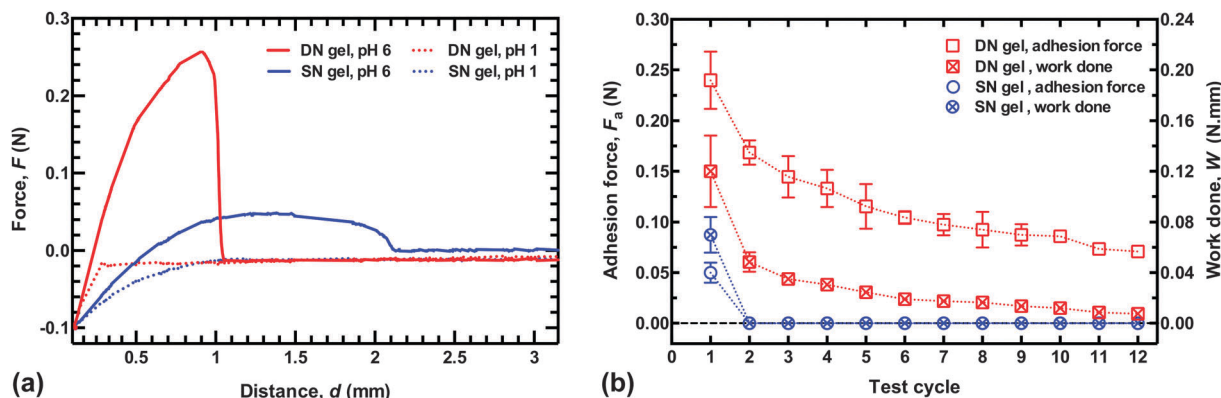 0.3
0.2
0.1
0.0
-0.1
Force, F (N)
DN gel, pH 6
SN gel, pH 6
DN gel, pH 1
SN gel, pH 1
0.5
1
1.5
2
2.5
3
Distance, d (mm)
(a)
0.30
0.25
0.20
0.15
0.10
0.05
0.00
Adhesion force, Fa (N)
DN gel, adhesion force
DN gel , work done
SN gel , adhesion force
SN gel , work done
0.24
0.20
0.16
0.12
0.08
0.04
0.00
Work done, W (N.mm)
0 1 2 3 4 5 6 7 8 9 10 11 12
Test cycle
(b)